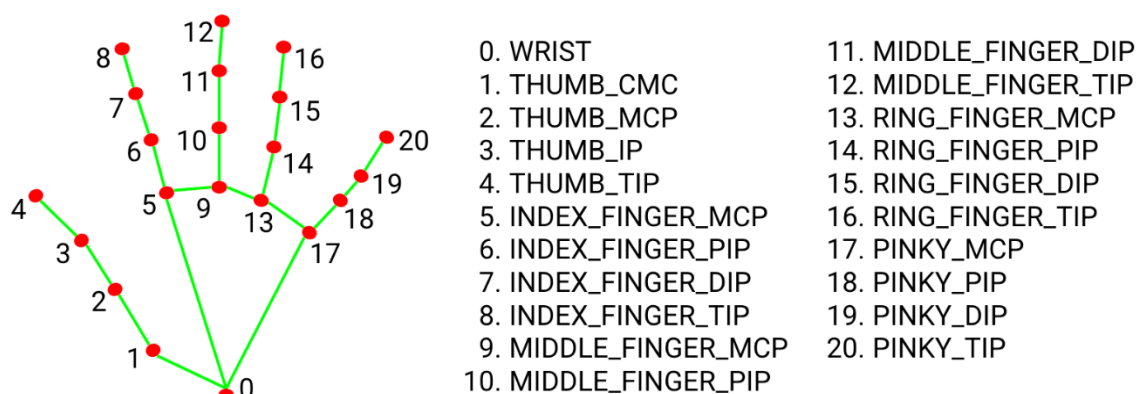 12
8
16
11
7
15
10
20
6
14
19
4
5
9
13
18
3
17
2
1
0
0. WRIST
1. THUMB_CMC
2. THUMB_MCP
3. THUMB_IP
4. THUMB_TIP
5. INDEX_FINGER_MCP
6. INDEX_FINGER_PIP
7. INDEX_FINGER_DIP
8. INDEX_FINGER_TIP
9. MIDDLE_FINGER_MCP
10. MIDDLE_FINGER_PIP
11. MIDDLE_FINGER_DIP
12. MIDDLE_FINGER_TIP
13. RING_FINGER_MCP
14. RING_FINGER_PIP
15. RING_FINGER_DIP
16. RING_FINGER_TIP
17. PINKY_MCP
18. PINKY_PIP
19. PINKY_DIP
20. PINKY_TIP